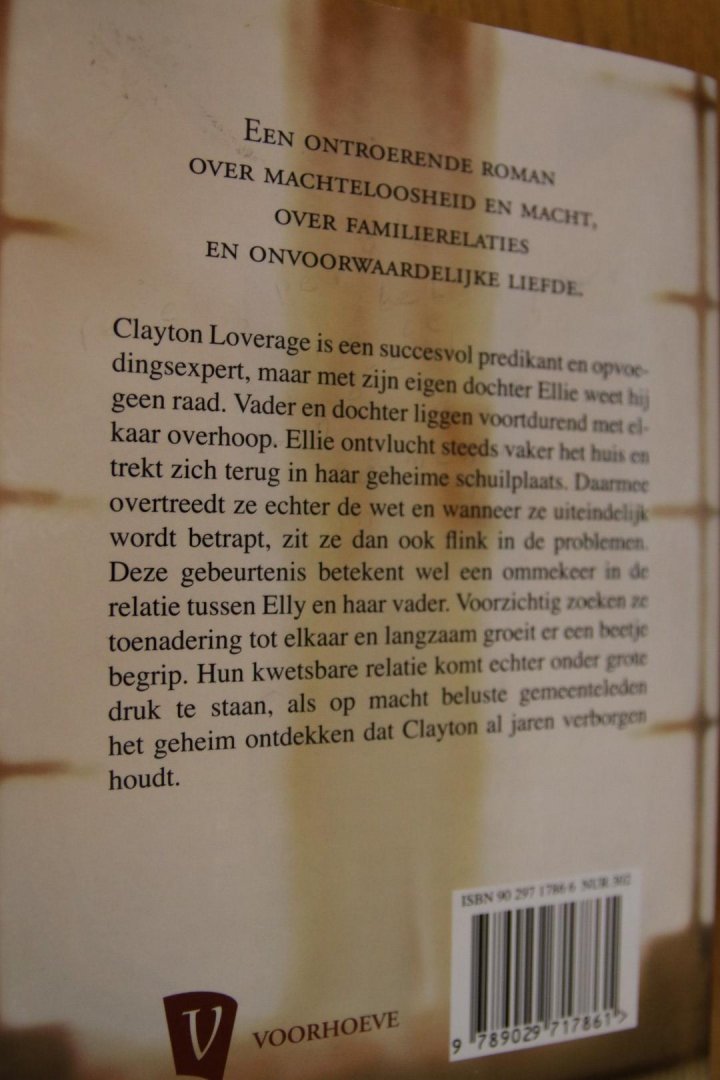 EEN ONTROERENDE ROMAN
OVER MACHTELOOSHEID EN MACHT,
OVER FAMILIERELATIES
EN ONVOORWAARDELIJKE LIEFDE.
Clayton Loverage is een succesvol predikant en opvoe-
dingsexpert, maar met zijn eigen dochter Ellie weet hij
geen raad. Vader en dochter liggen voortdurend met el-
kaar overhoop. Ellie ontvlucht steeds vaker het huis en
trekt zich terug in haar geheime schuilplaats. Daarmee
overtreedt ze echter de wet en wanneer ze uiteindelijk
wordt betrapt, zit ze dan ook flink in de problemen.
Deze gebeurtenis betekent wel een ommekeer in de
relatie tussen Elly en haar vader. Voorzichtig zoeken ze
toenadering tot elkaar en langzaam groeit er een beetje
begrip. Hun kwetsbare relatie komt echter onder grote
druk te staan, als op macht beluste gemeenteleden
het geheim ontdekken dat Clayton al jaren verborgen
houdt.
ISBN 90 297 1786 6 NUR 302
9 789029 717861 >
V VOORHOEVE